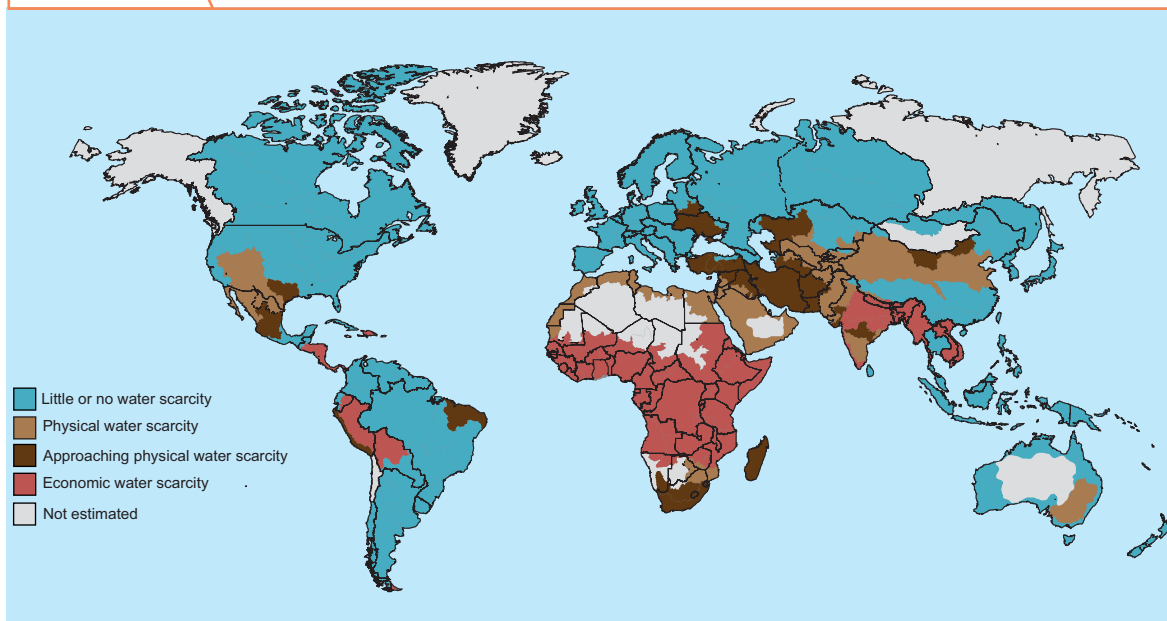 Little or no water scarcity
Physical water scarcity
Approaching physical water scarcity
Economic water scarcity
Not estimated